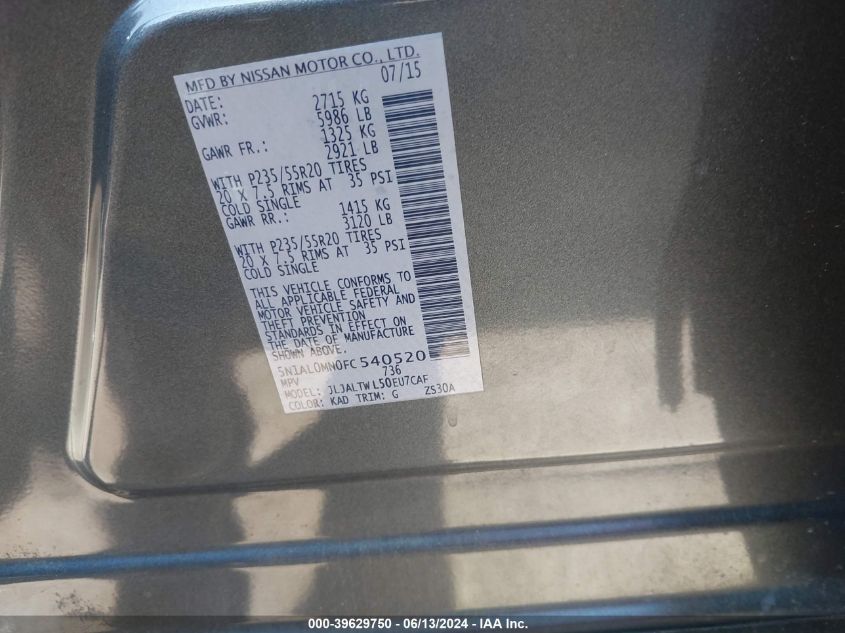 MFD BY NISSAN MOTOR CO., LTD.
DATE: 07/15
GVWR: 2715 KG
5986 LB
GAWR FR.: 1325 KG
2921 LB
WITH P235/55R20 TIRES
20 X 7.5 RIMS AT 35 PSI
COLD SINGLE
GAWR RR.: 1415 KG
3120 LB
WITH P235/55R20 TIRES
20 X 7.5 RIMS AT 35 PSI
COLD SINGLE
THIS VEHICLE CONFORMS TO
ALL APPLICABLE FEDERAL
MOTOR VEHICLE SAFETY AND
THEFT PREVENTION
STANDARDS IN EFFECT ON
THE DATE OF MANUFACTURE
SHOWN ABOVE.
5N1AL0MN0FC540520
MPV 736
MODEL: JLJALTWL50EU7CAF
COLOR: KAD TRIM: G ZS30A
000-39629750 - 06/13/2024 - IAA Inc.